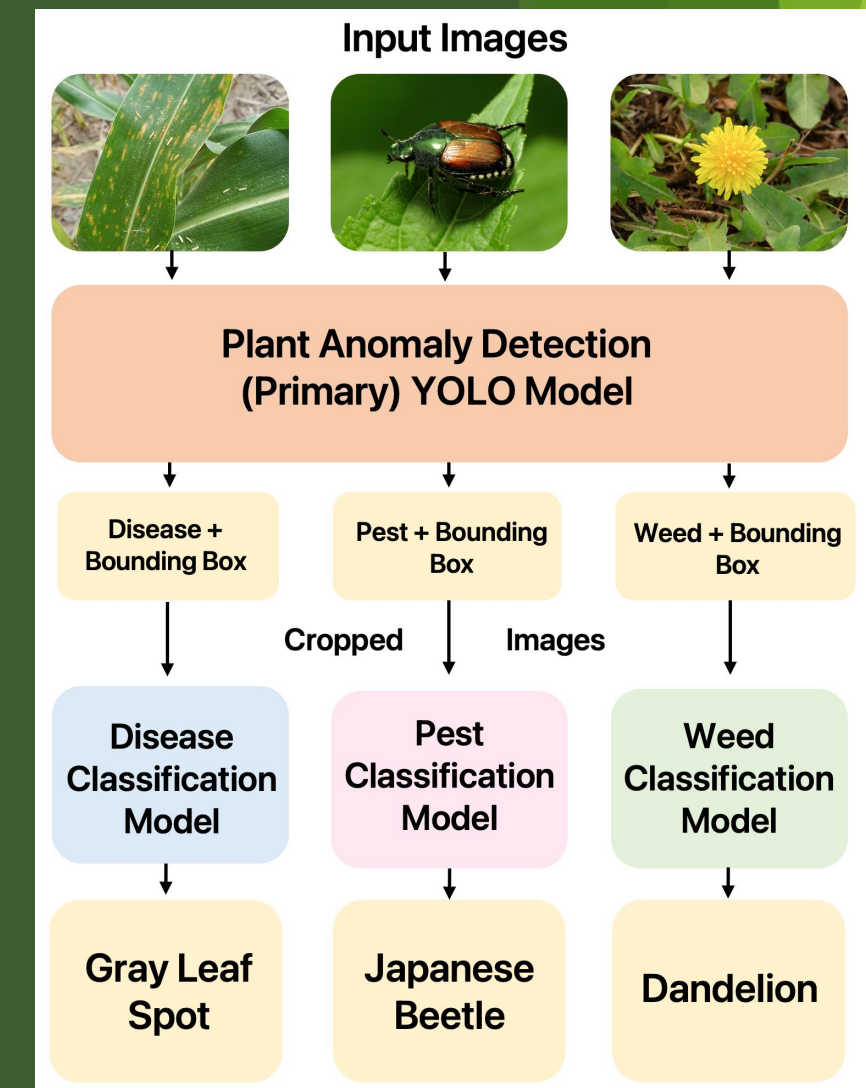 Input Images
Plant Anomaly Detection
(Primary) YOLO Model
Disease +
Bounding Box
Pest + Bounding
Box
Weed + Bounding
Box
Cropped Images
Disease
Classification
Model
Pest
Classification
Model
Weed
Classification
Model
Gray Leaf
Spot
Japanese
Beetle
Dandelion